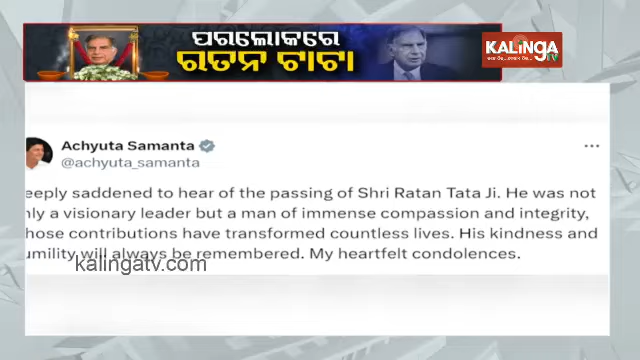 ପରଲୋକରେ
ରତନ ଟାଟା
KALINGA
TV
Achyuta Samanta
@achyuta_samanta
eeply saddened to hear of the passing of Shri Ratan Tata Ji. He was not
nly a visionary leader but a man of immense compassion and integrity,
hose contributions have transformed countless lives. His kindness and
umility will always be remembered. My heartfelt condolences.
kalingatv.com